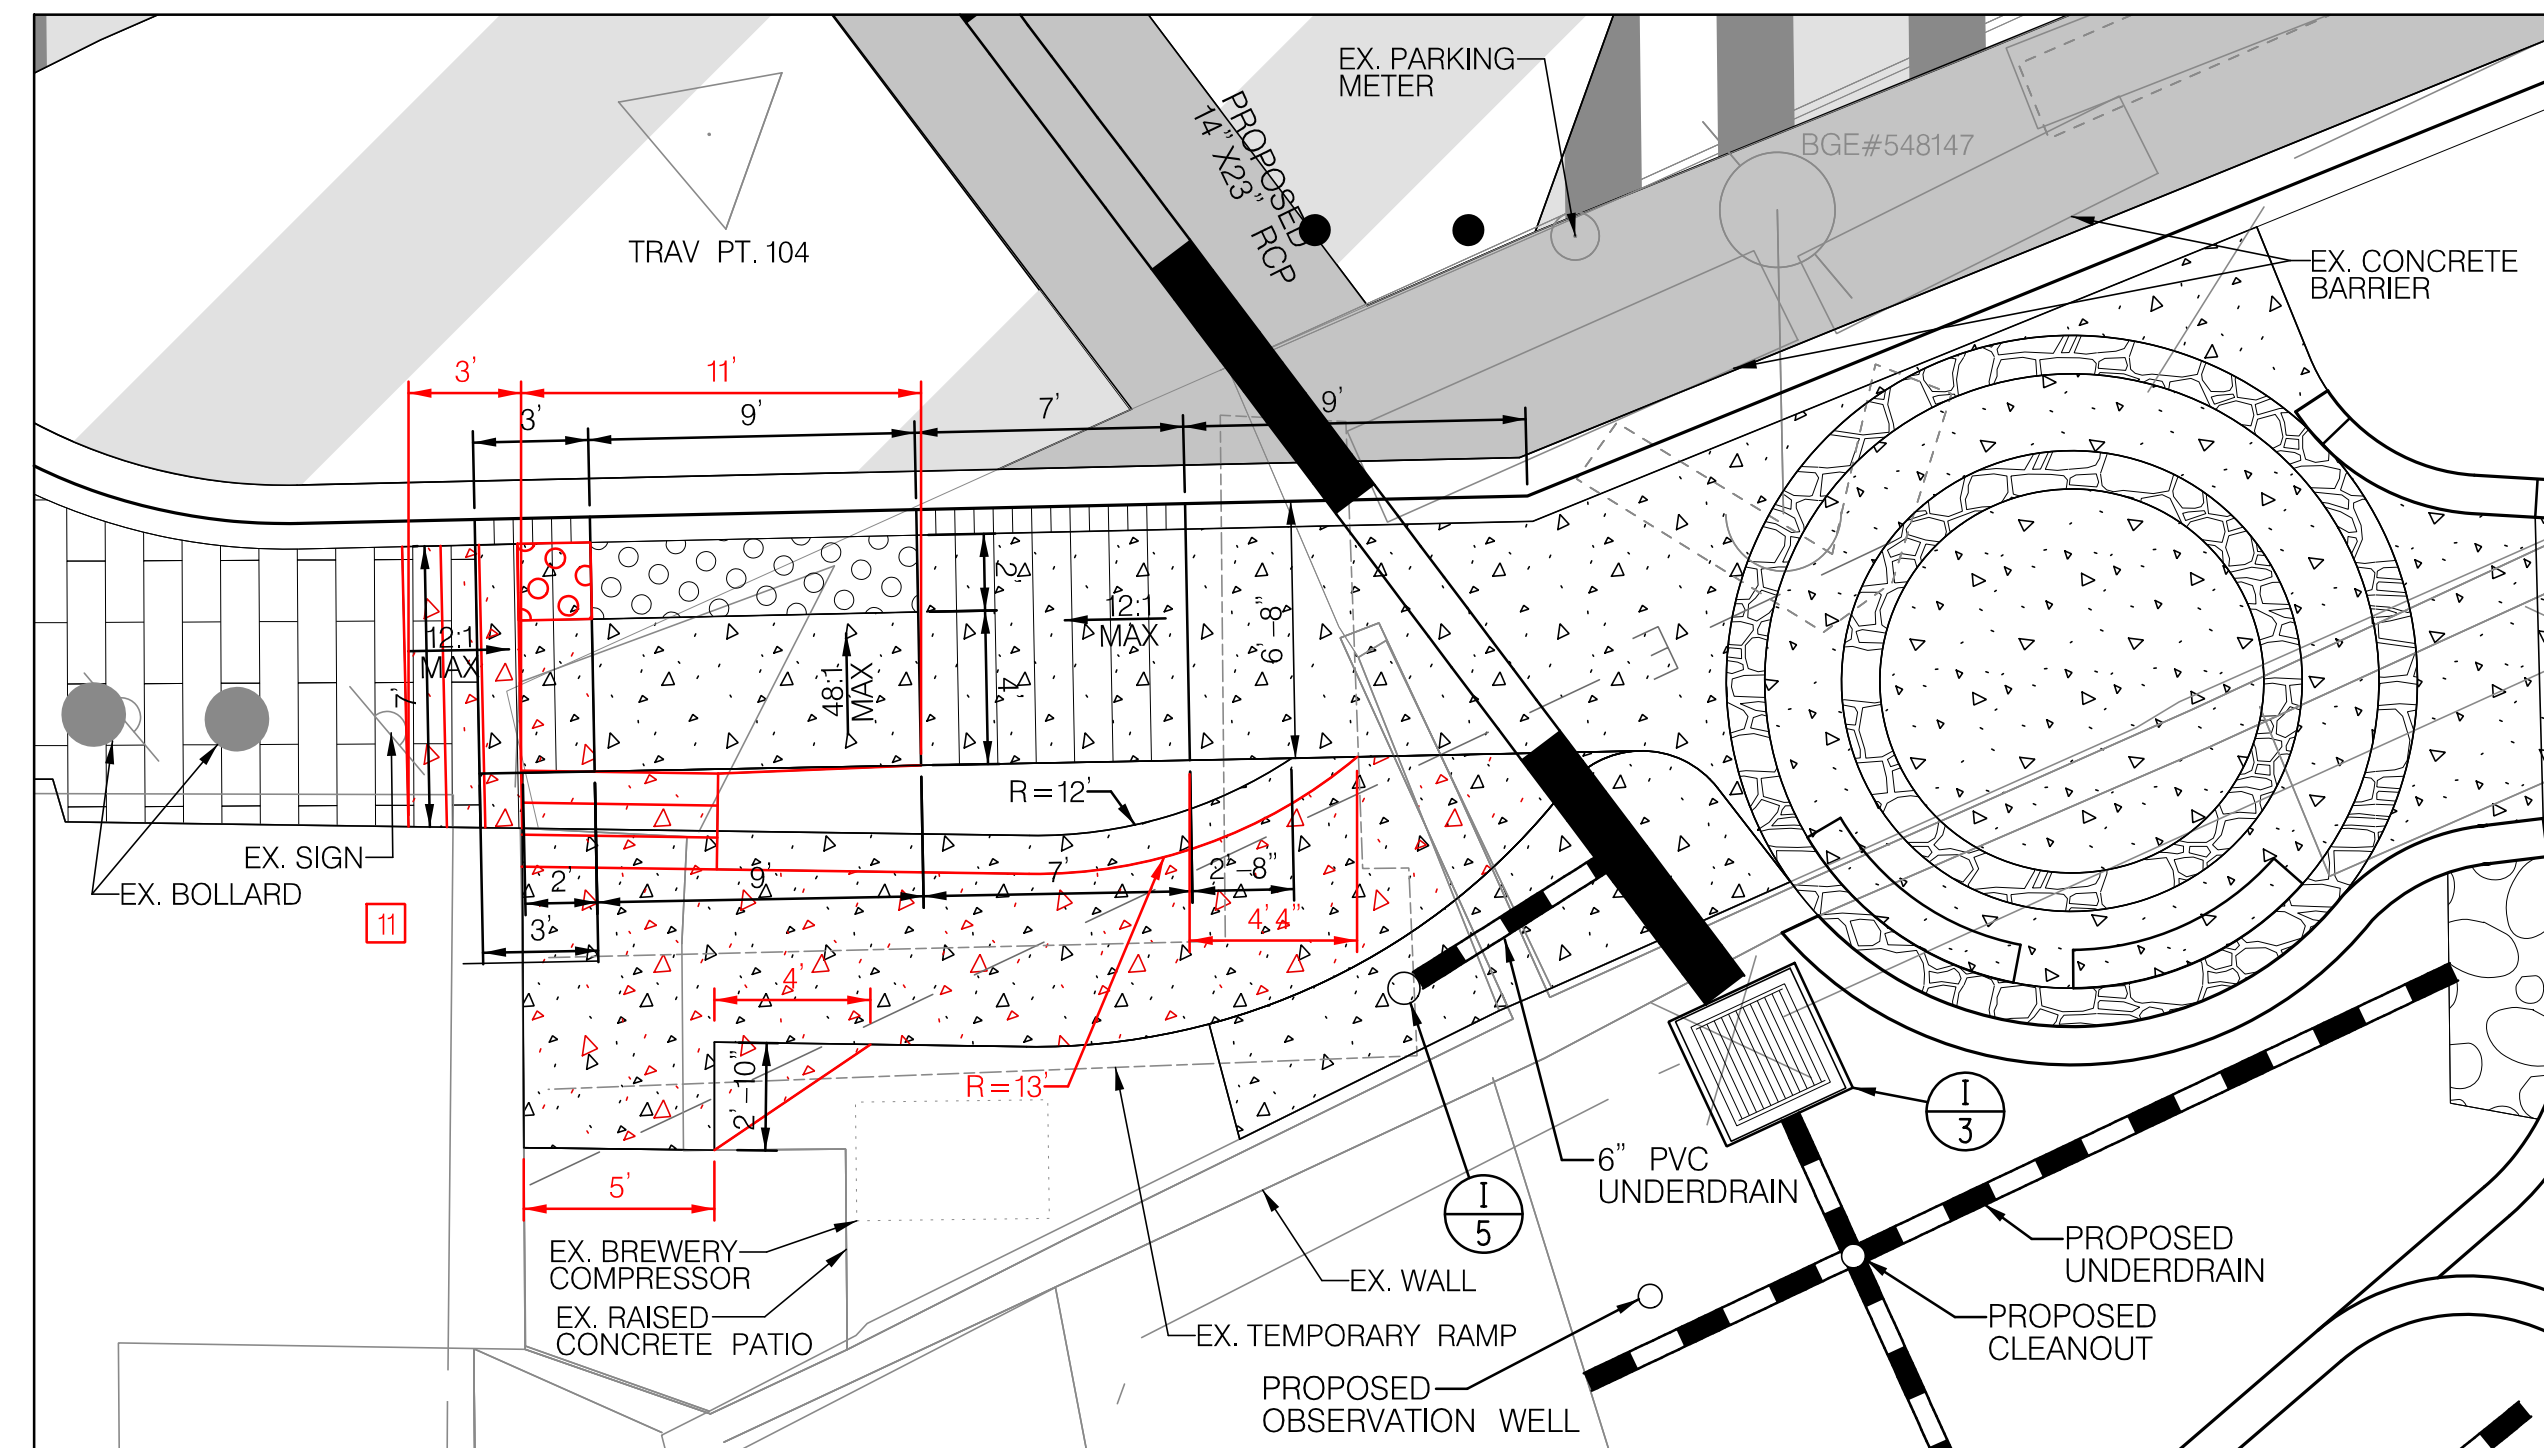 EX. PARKING
METER
PROPOSED
14”X23” RCP
BGE#548147
TRAV PT. 104
EX. CONCRETE
BARRIER
3’
11’
3’
9’
7’
9’
2’
12:1
MAX
6’-8”
12:1
MAX
7’
48:1
MAX
4’
R=12’
EX. SIGN
EX. BOLLARD
11
2’
9’
7’
2’-8”
3’
4’4”
4’
2’-10”
R=13’
5’
I
3
6” PVC
UNDERDRAIN
I
5
EX. BREWERY
COMPRESSOR
EX. RAISED
CONCRETE PATIO
EX. WALL
EX. TEMPORARY RAMP
PROPOSED
UNDERDRAIN
PROPOSED
CLEANOUT
PROPOSED
OBSERVATION WELL